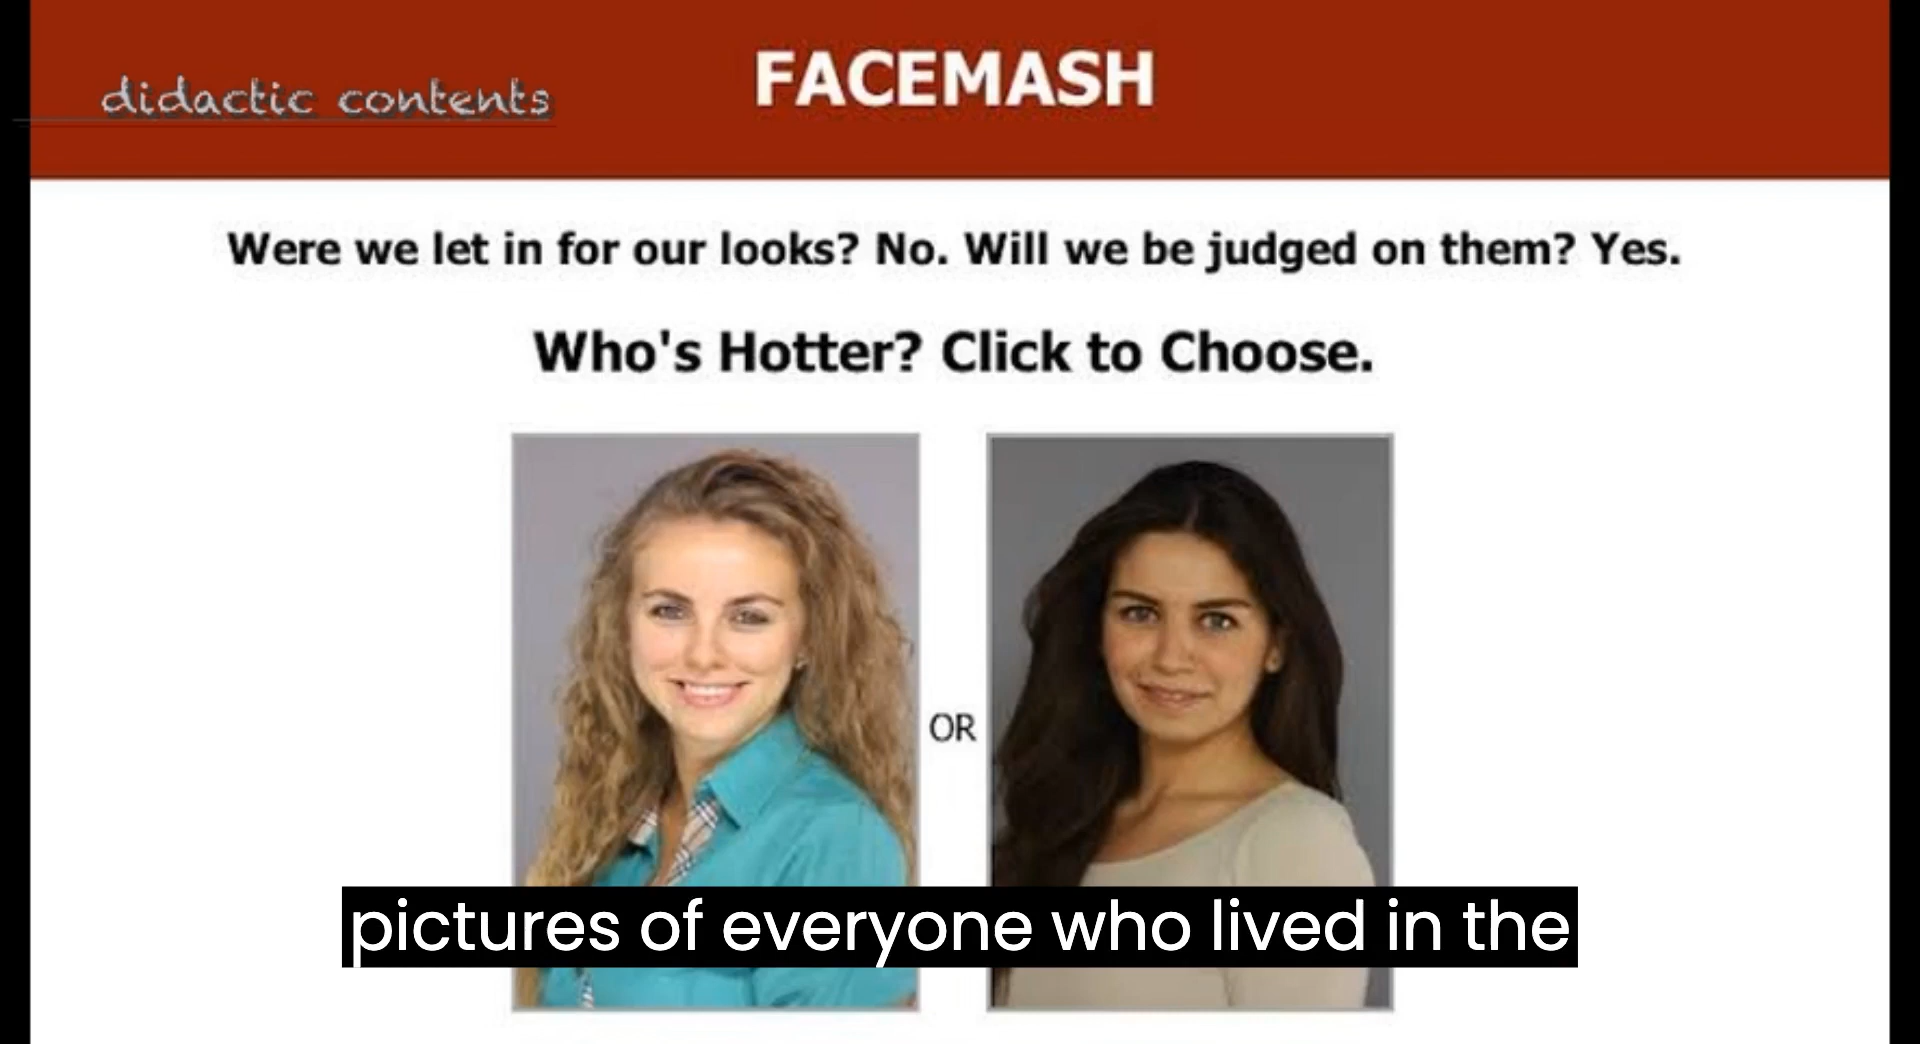 FACEMASH
didactic contents
Were we let in for our looks? No. Will we be judged on them? Yes.
Who's Hotter? Click to Choose.
OR
pictures of everyone who lived in the